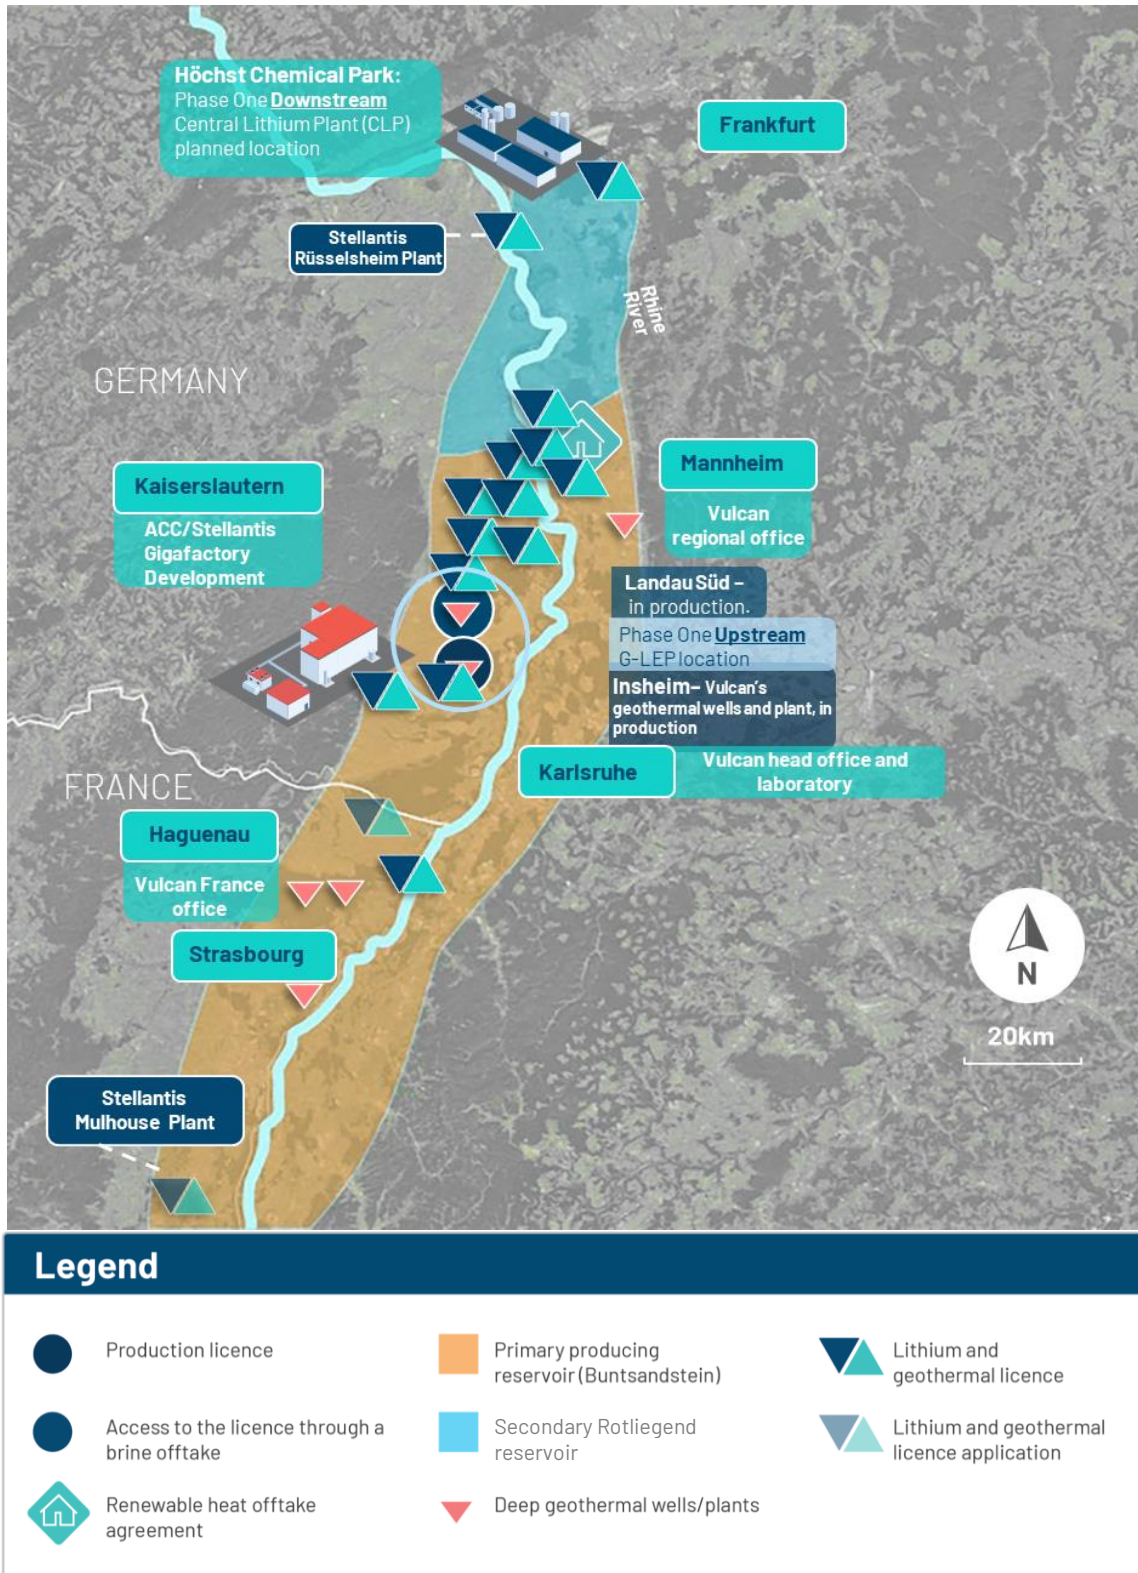 Höchst Chemical Park:
Phase One Downstream
Central Lithium Plant (CLP)
planned location
Frankfurt
Stellantis
Rüsselsheim Plant
Rhine
River
GERMANY
Kaiserslautern
ACC/Stellantis
Gigafactory
Development
Mannheim
Vulcan
regional office
Landau Süd –
in production.
Phase One Upstream
G-LEP location
Insheim– Vulcan's
geothermal wells and plant, in
production
Karlsruhe
Vulcan head office and
laboratory
FRANCE
Haguenau
Vulcan France
office
Strasbourg
N
20km
Stellantis
Mulhouse Plant
Legend
Production licence
Primary producing
reservoir (Buntsandstein)
Lithium and
geothermal licence
Access to the licence through a
brine offtake
Secondary Rotliegend
reservoir
Lithium and geothermal
licence application
Renewable heat offtake
agreement
Deep geothermal wells/plants